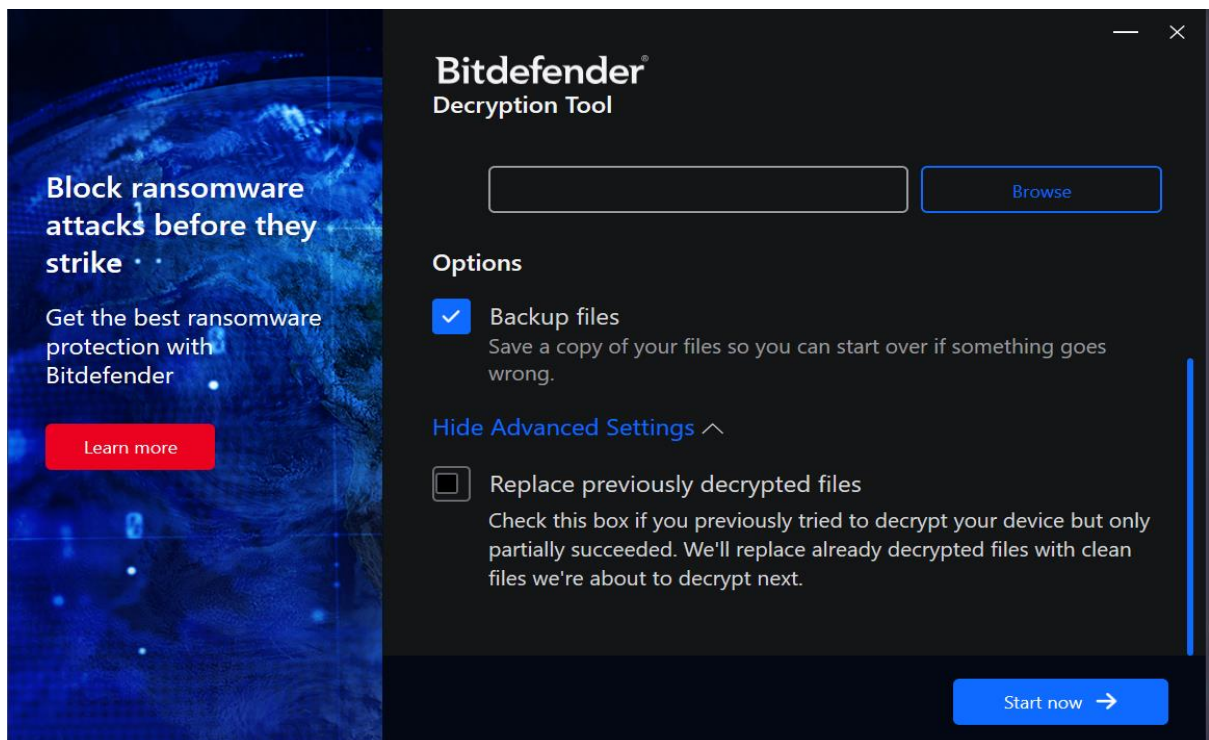 Block ransomware
attacks before they
strike
Get the best ransomware
protection with
Bitdefender
Learn more
Bitdefender®
Decryption Tool
Browse
Options
Backup files
Save a copy of your files so you can start over if something goes
wrong.
Hide Advanced Settings
Replace previously decrypted files
Check this box if you previously tried to decrypt your device but only
partially succeeded. We'll replace already decrypted files with clean
files we're about to decrypt next.
Start now